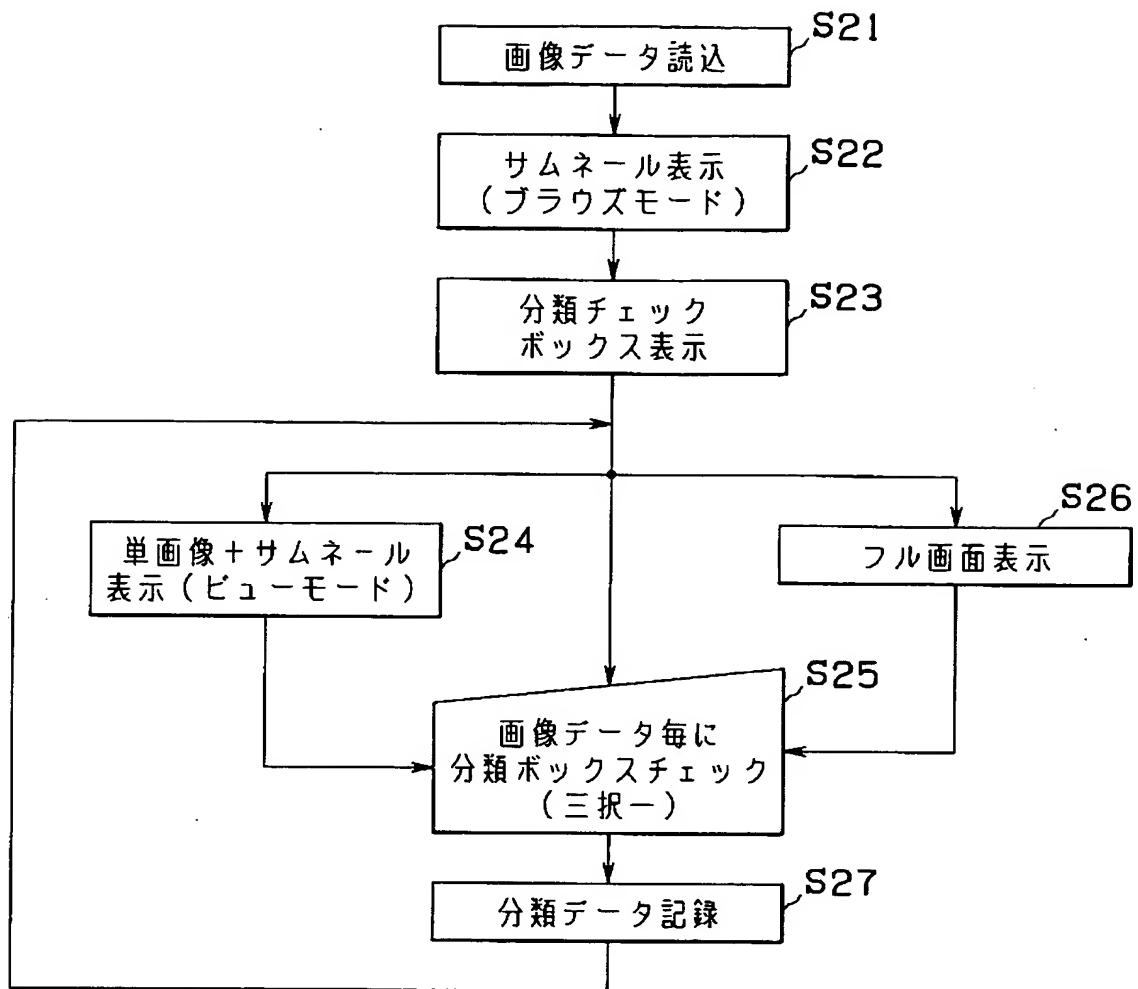 S21
画像データ読込
S22
サムネール表示
(ブラウズモード)
S23
分類チェック
ボックス表示
S24
単画像+サムネール
表示(ビューモード)
S26
フル画面表示
S25
画像データ毎に
分類ボックスチェック
(三択一)
S27
分類データ記録